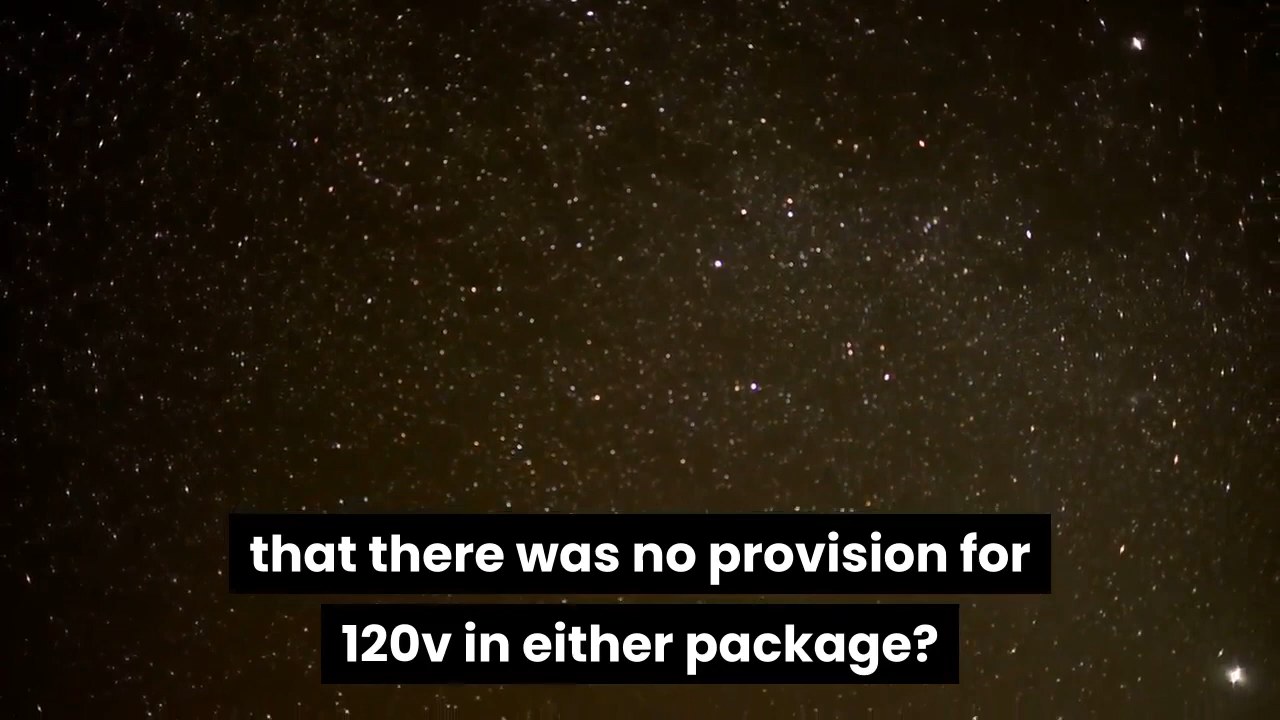 that there was no provision for
120v in either package?